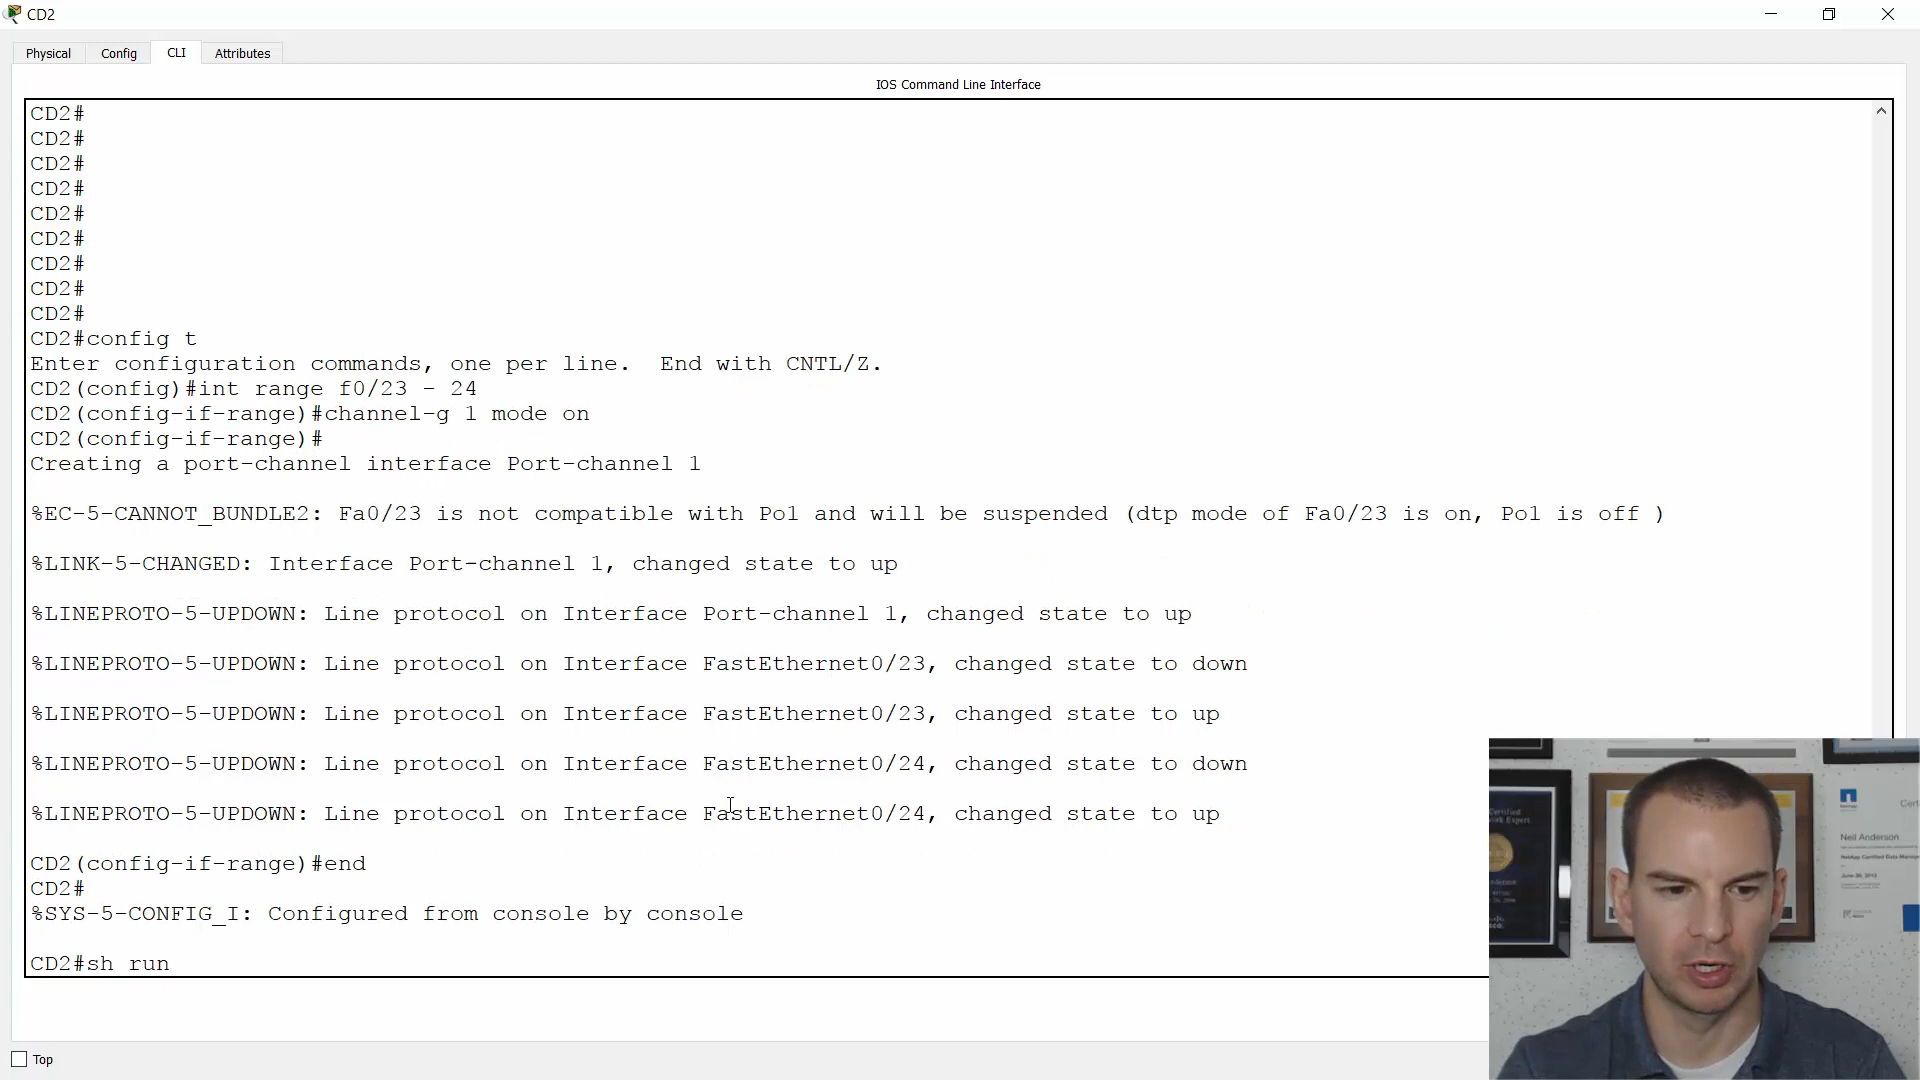 CD2
Physical
Config
CLI
Attributes
IOS Command Line Interface
CD2#
CD2#
CD2#
CD2#
CD2#
CD2#
CD2#
CD2#
CD2#
CD2#config t
Enter configuration commands, one per line.  End with CNTL/Z.
CD2(config)#int range f0/23 - 24
CD2(config-if-range)#channel-g 1 mode on
CD2(config-if-range)#
Creating a port-channel interface Port-channel 1
%EC-5-CANNOT_BUNDLE2: Fa0/23 is not compatible with Po1 and will be suspended (dtp mode of Fa0/23 is on, Po1 is off )
%LINK-5-CHANGED: Interface Port-channel 1, changed state to up
%LINEPROTO-5-UPDOWN: Line protocol on Interface Port-channel 1, changed state to up
%LINEPROTO-5-UPDOWN: Line protocol on Interface FastEthernet0/23, changed state to down
%LINEPROTO-5-UPDOWN: Line protocol on Interface FastEthernet0/23, changed state to up
%LINEPROTO-5-UPDOWN: Line protocol on Interface FastEthernet0/24, changed state to down
%LINEPROTO-5-UPDOWN: Line protocol on Interface FastEthernet0/24, changed state to up
CD2(config-if-range)#end
CD2#
%SYS-5-CONFIG_I: Configured from console by console
CD2#sh run
Top
Neil Anderson